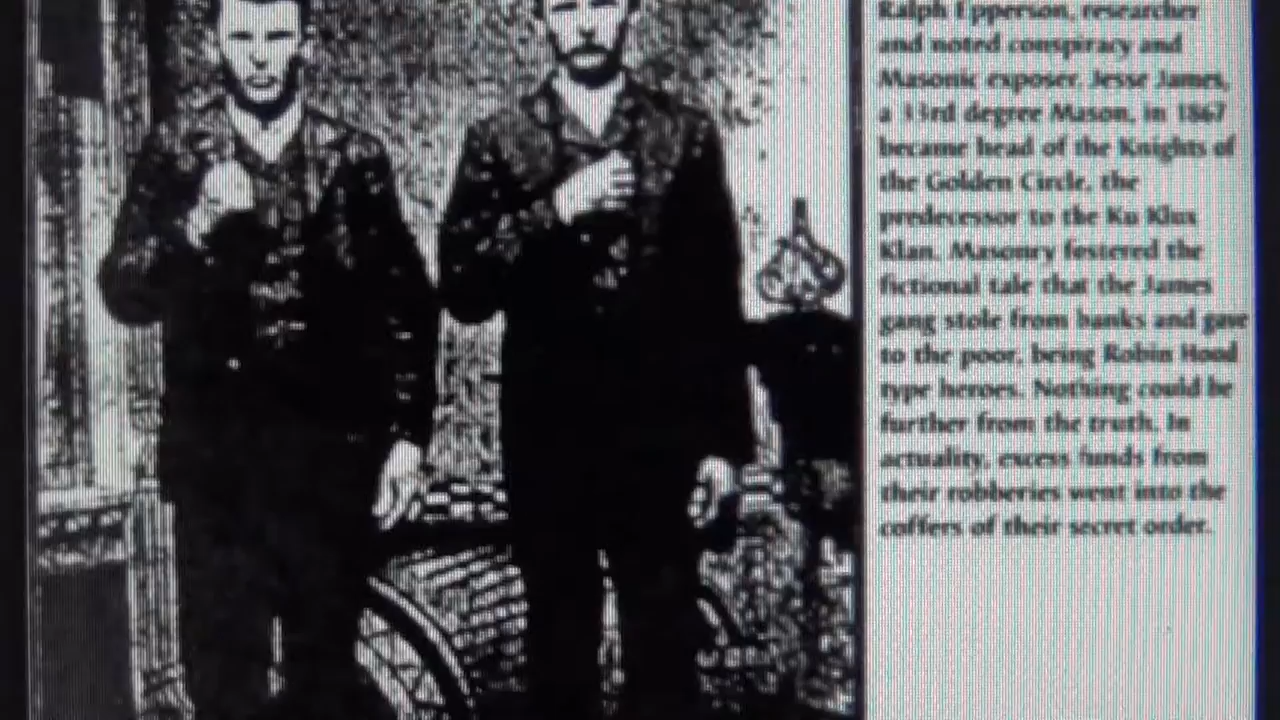 Ralph Epperson, researcher
and noted conspiracy and
Masonic exposer, Jesse James,
a 33rd degree Mason, in 1867
became head of the Knights of
the Golden Circle, the
predecessor to the Ku Klux
Klan. Masonry festered the
fictional tale that the James
gang stole from banks and gave
to the poor, being Robin Hood
type heroes. Nothing could be
further from the truth. In
actuality, excess funds from
their robberies went into the
coffers of their secret order.